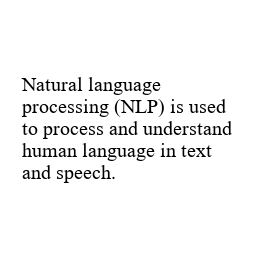 Natural language
processing (NLP) is used
to process and understand
human language in text
and speech.